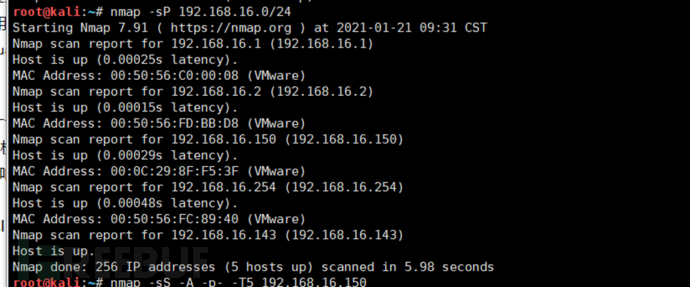 root@kali:~# nmap -sP 192.168.16.0/24
Starting Nmap 7.91 ( https://nmap.org ) at 2021-01-21 09:31 CST
Nmap scan report for 192.168.16.1 (192.168.16.1)
Host is up (0.00025s latency).
MAC Address: 00:50:56:C0:00:08 (VMware)
Nmap scan report for 192.168.16.2 (192.168.16.2)
Host is up (0.00015s latency).
MAC Address: 00:50:56:FD:BB:D8 (VMware)
Nmap scan report for 192.168.16.150 (192.168.16.150)
Host is up (0.00029s latency).
MAC Address: 00:0C:29:8F:F5:3F (VMware)
Nmap scan report for 192.168.16.254 (192.168.16.254)
Host is up (0.00048s latency).
MAC Address: 00:50:56:FC:89:40 (VMware)
Nmap scan report for 192.168.16.143 (192.168.16.143)
Host is up.
REEBUF
Nmap done: 256 IP addresses (5 hosts up) scanned in 5.98 seconds
root@kali:~# nmap -sS -A -p- -T5 192.168.16.150